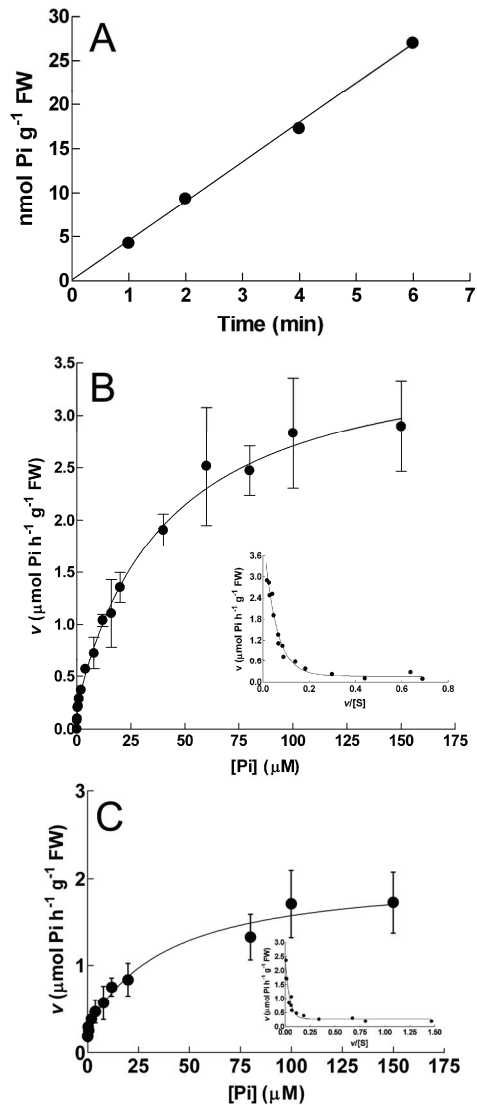 A
30
25
20
15
10
5
0
nmol Pi g⁻¹ FW
0 1 2 3 4 5 6 7
Time (min)
B
3.5
3.0
2.5
2.0
1.5
1.0
0.5
0.0
v (μmol Pi h⁻¹ g⁻¹ FW)
0 25 50 75 100 125 150 175
[Pi] (μM)
3.6
3.0
2.4
1.8
1.2
0.6
0.0
v (μmol Pi h⁻¹ g⁻¹ FW)
0.0 0.2 0.4 0.6 0.8
v/[S]
C
3
2
1
0
v (μmol Pi h⁻¹ g⁻¹ FW)
0 25 50 75 100 125 150 175
[Pi] (μM)
3.0
2.5
2.0
1.5
1.0
0.5
0.0
v (μmol Pi h⁻¹ g⁻¹ FW)
0.00 0.25 0.50 0.75 1.00 1.25 1.50
v/[S]